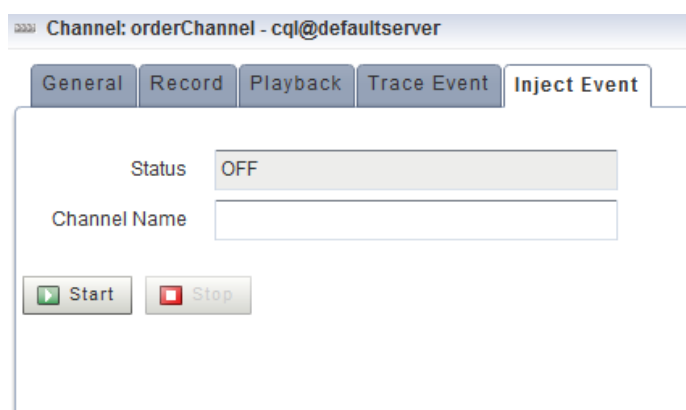 Channel: orderChannel - cql@defaultserver
General Record Playback Trace Event Inject Event
Status OFF
Channel Name
Start Stop